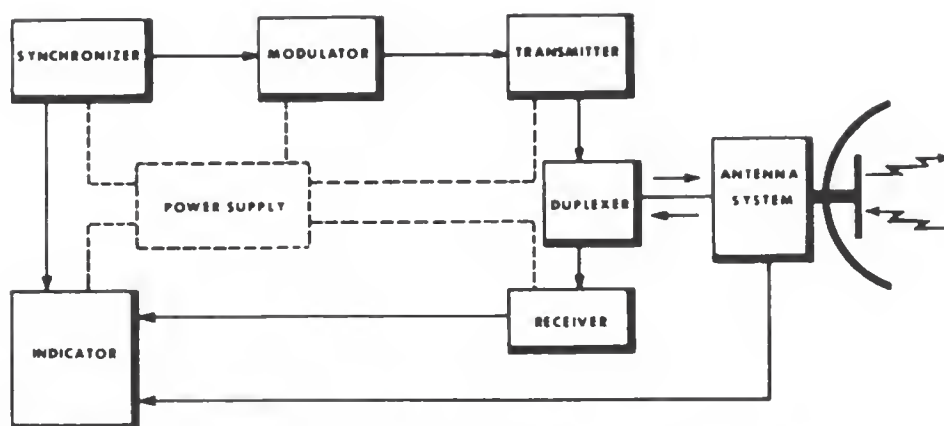 SYNCHRONIZER
MODULATOR
TRANSMITTER
POWER SUPPLY
DUPLEXER
ANTENNA
SYSTEM
INDICATOR
RECEIVER